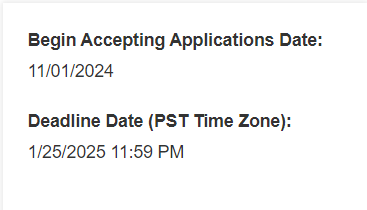 Begin Accepting Applications Date:
11/01/2024
Deadline Date (PST Time Zone):
1/25/2025 11:59 PM